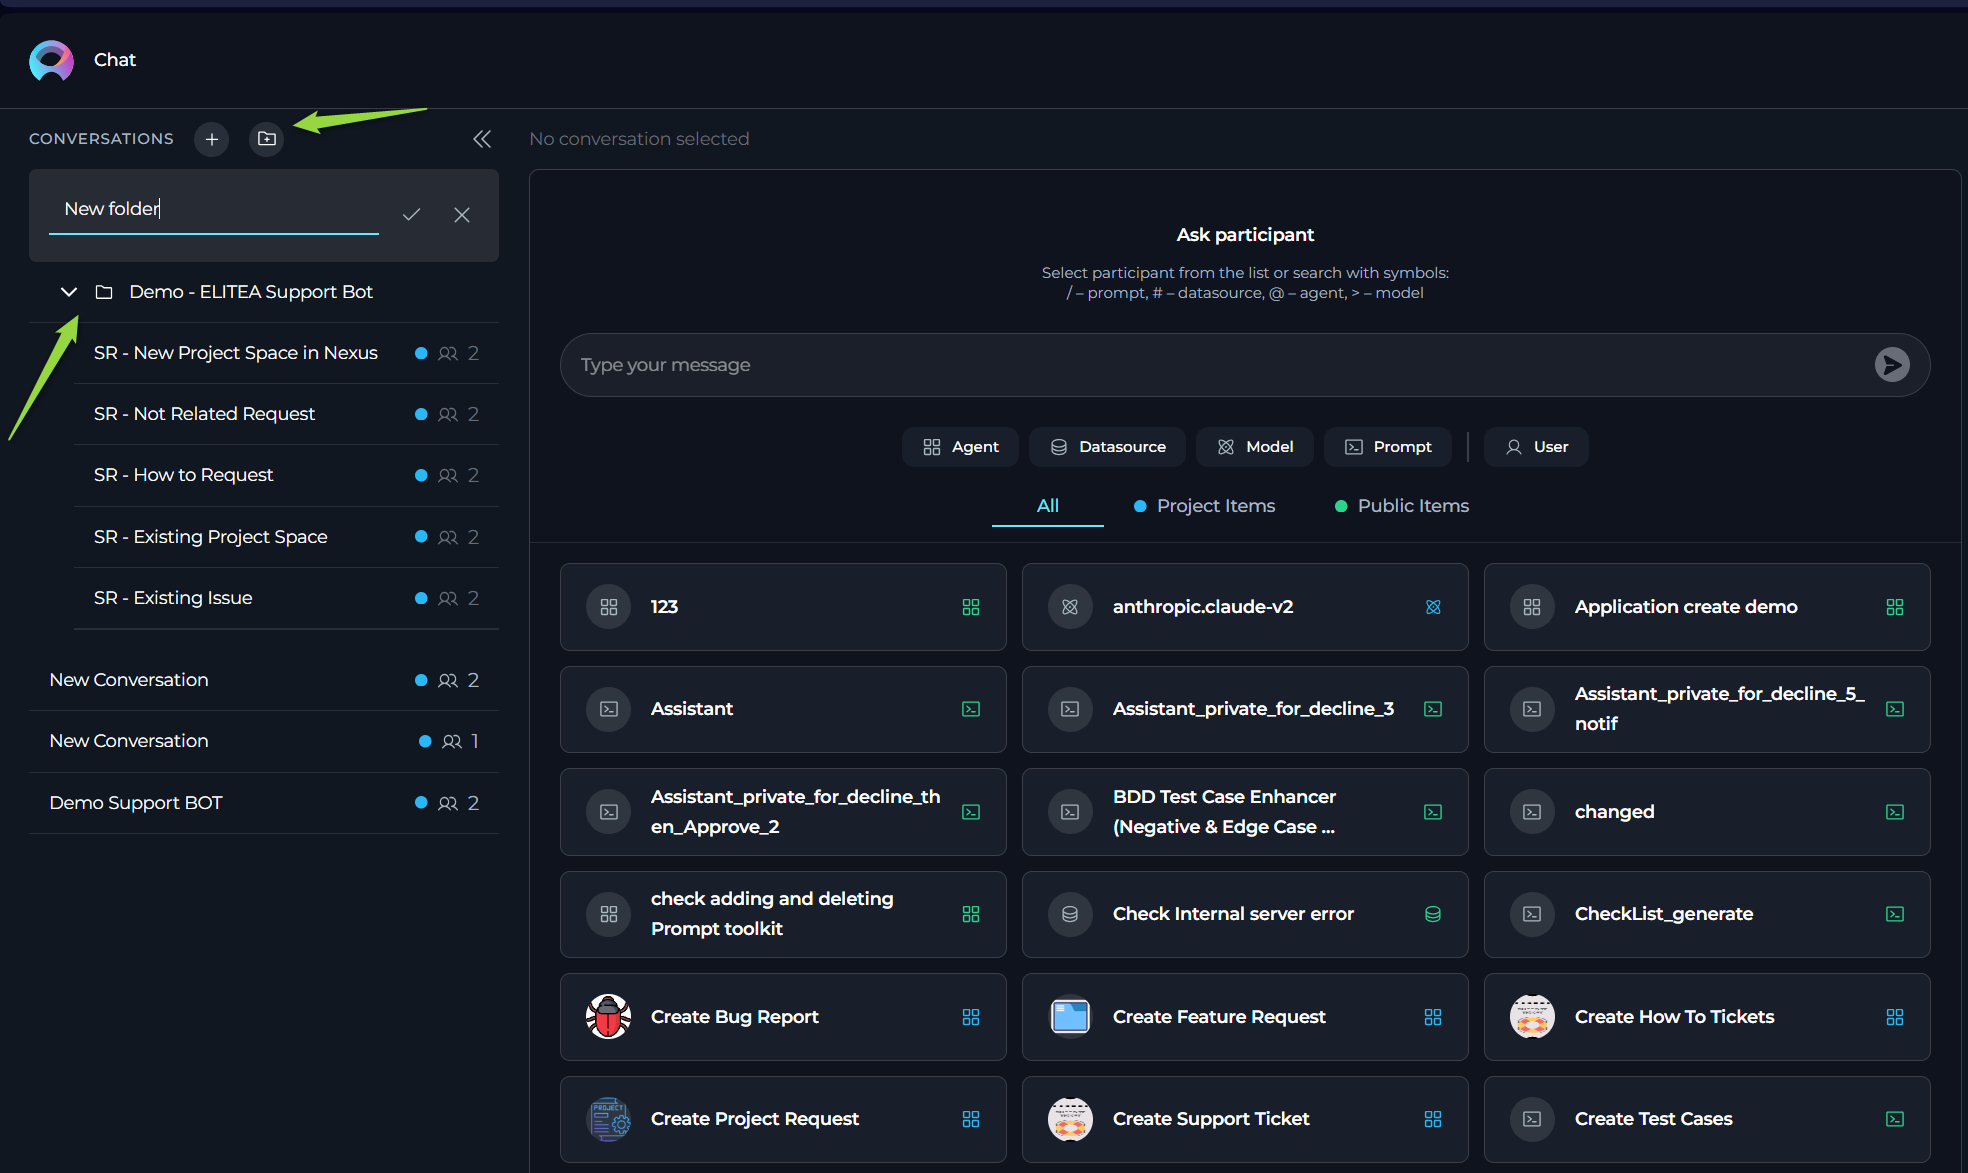 Chat
CONVERSATIONS
No conversation selected
New folder
Demo - ELITEA Support Bot
SR - New Project Space in Nexus 2
SR - Not Related Request 2
SR - How to Request 2
SR - Existing Project Space 2
SR - Existing Issue 2
New Conversation 2
New Conversation 1
Demo Support BOT 2
Ask participant
Select participant from the list or search with symbols:
/ – prompt, # – datasource, @ – agent, > – model
Type your message
Agent Datasource Model Prompt User
All Project Items Public Items
123
anthropic.claude-v2
Application create demo
Assistant
Assistant_private_for_decline_3
Assistant_private_for_decline_5_
notif
Assistant_private_for_decline_th
en_Approve_2
BDD Test Case Enhancer
(Negative & Edge Case ...
changed
check adding and deleting
Prompt toolkit
Check Internal server error
CheckList_generate
Create Bug Report
Create Feature Request
Create How To Tickets
PROJECT
Create Project Request
Create Support Ticket
Create Test Cases